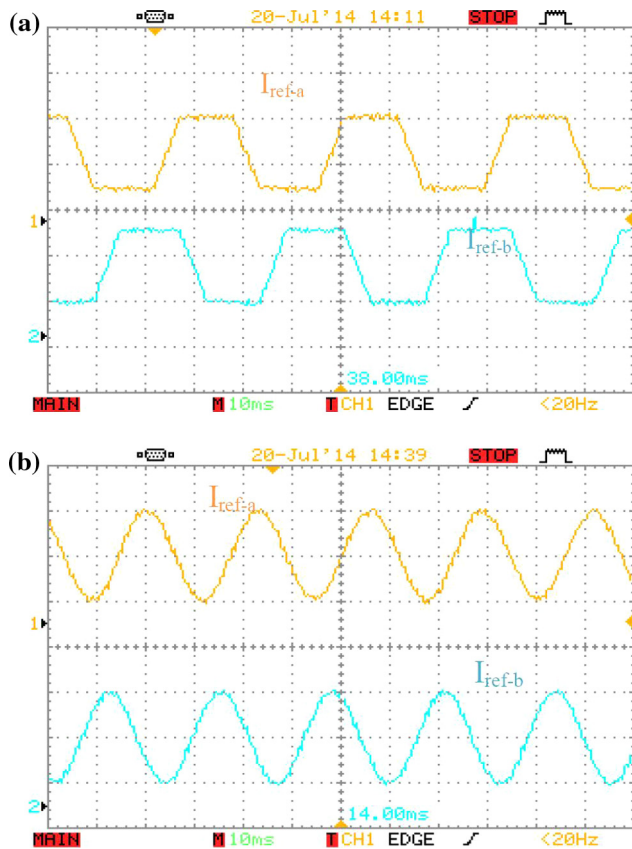 (a)
20-Jul'14 14:11 STOP
Iref-a
1
Iref-b
2
38.00ms
MAIN M 10ms T CH1 EDGE <20Hz
(b)
20-Jul'14 14:39 STOP
Iref-a
1
Iref-b
2
14.00ms
MAIN M 10ms T CH1 EDGE <20Hz